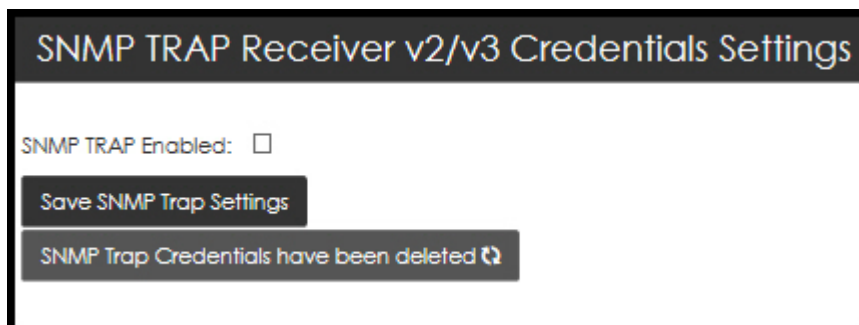 SNMP TRAP Receiver v2/v3 Credentials Settings
SNMP TRAP Enabled:
Save SNMP Trap Settings
SNMP Trap Credentials have been deleted